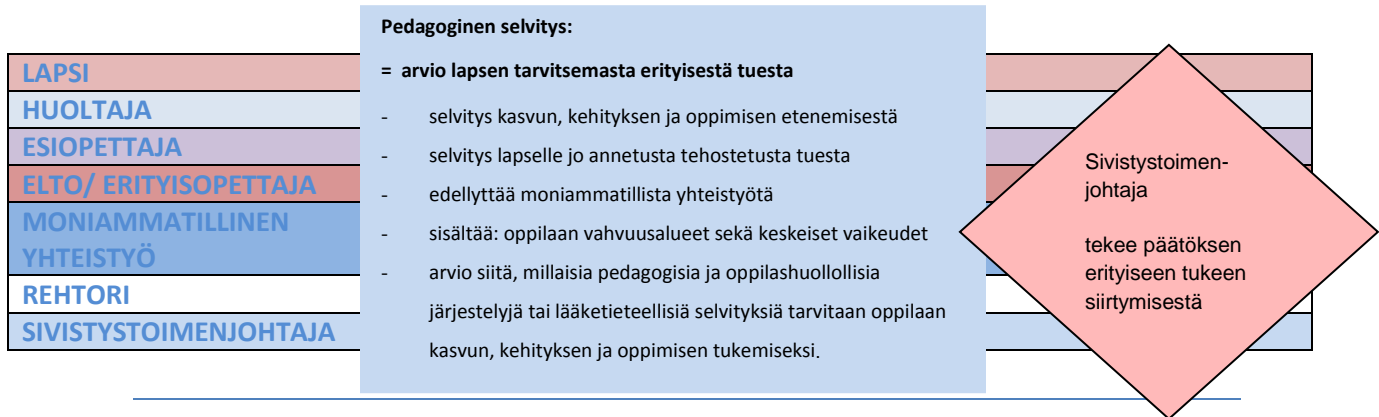 LAPSI
HUOLTAJA
ESIOPETTAJA
ELTO/ ERITYISOPETTAJA
MONIAMMATILLINEN
YHTEISTYÖ
REHTORI
SIVISTYSTOIMENJOHTAJA
Pedagoginen selvitys:
= arvio lapsen tarvitsemasta erityisestä tuesta
- selvitys kasvun, kehityksen ja oppimisen etenemisestä
- selvitys lapselle jo annetusta tehostetusta tuesta
- edellyttää moniammatillista yhteistyötä
- sisältää: oppilaan vahvuusalueet sekä keskeiset vaikeudet
- arvio siitä, millaisia pedagogisia ja oppilashuollollisia
järjestelyjä tai lääketieteellisiä selvityksiä tarvitaan oppilaan
kasvun, kehityksen ja oppimisen tukemiseksi.
Sivistystoimen-
johtaja
tekee päätöksen
erityiseen tukeen
siirtymisestä